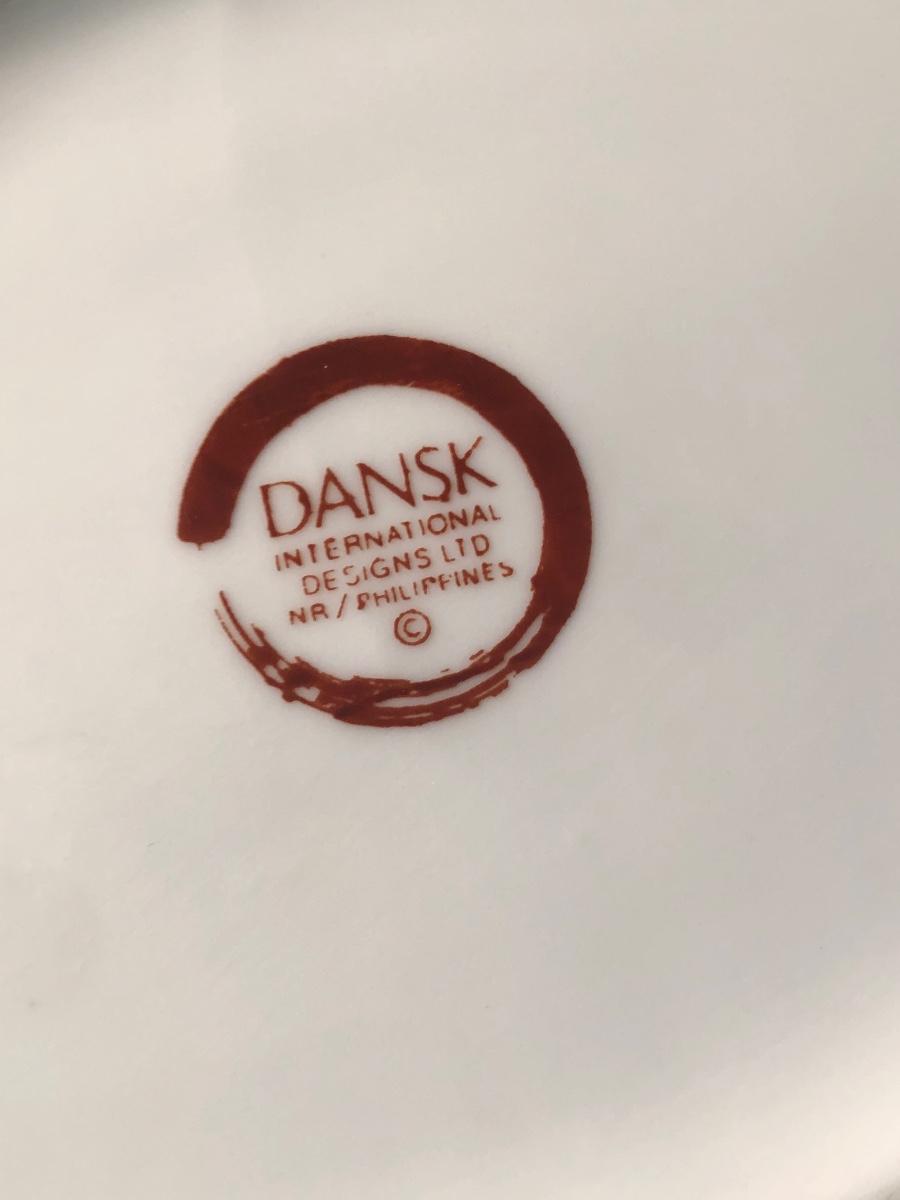 DANSK
INTERNATIONAL
DESIGNS LTD
NR/PHILIPPINES
©